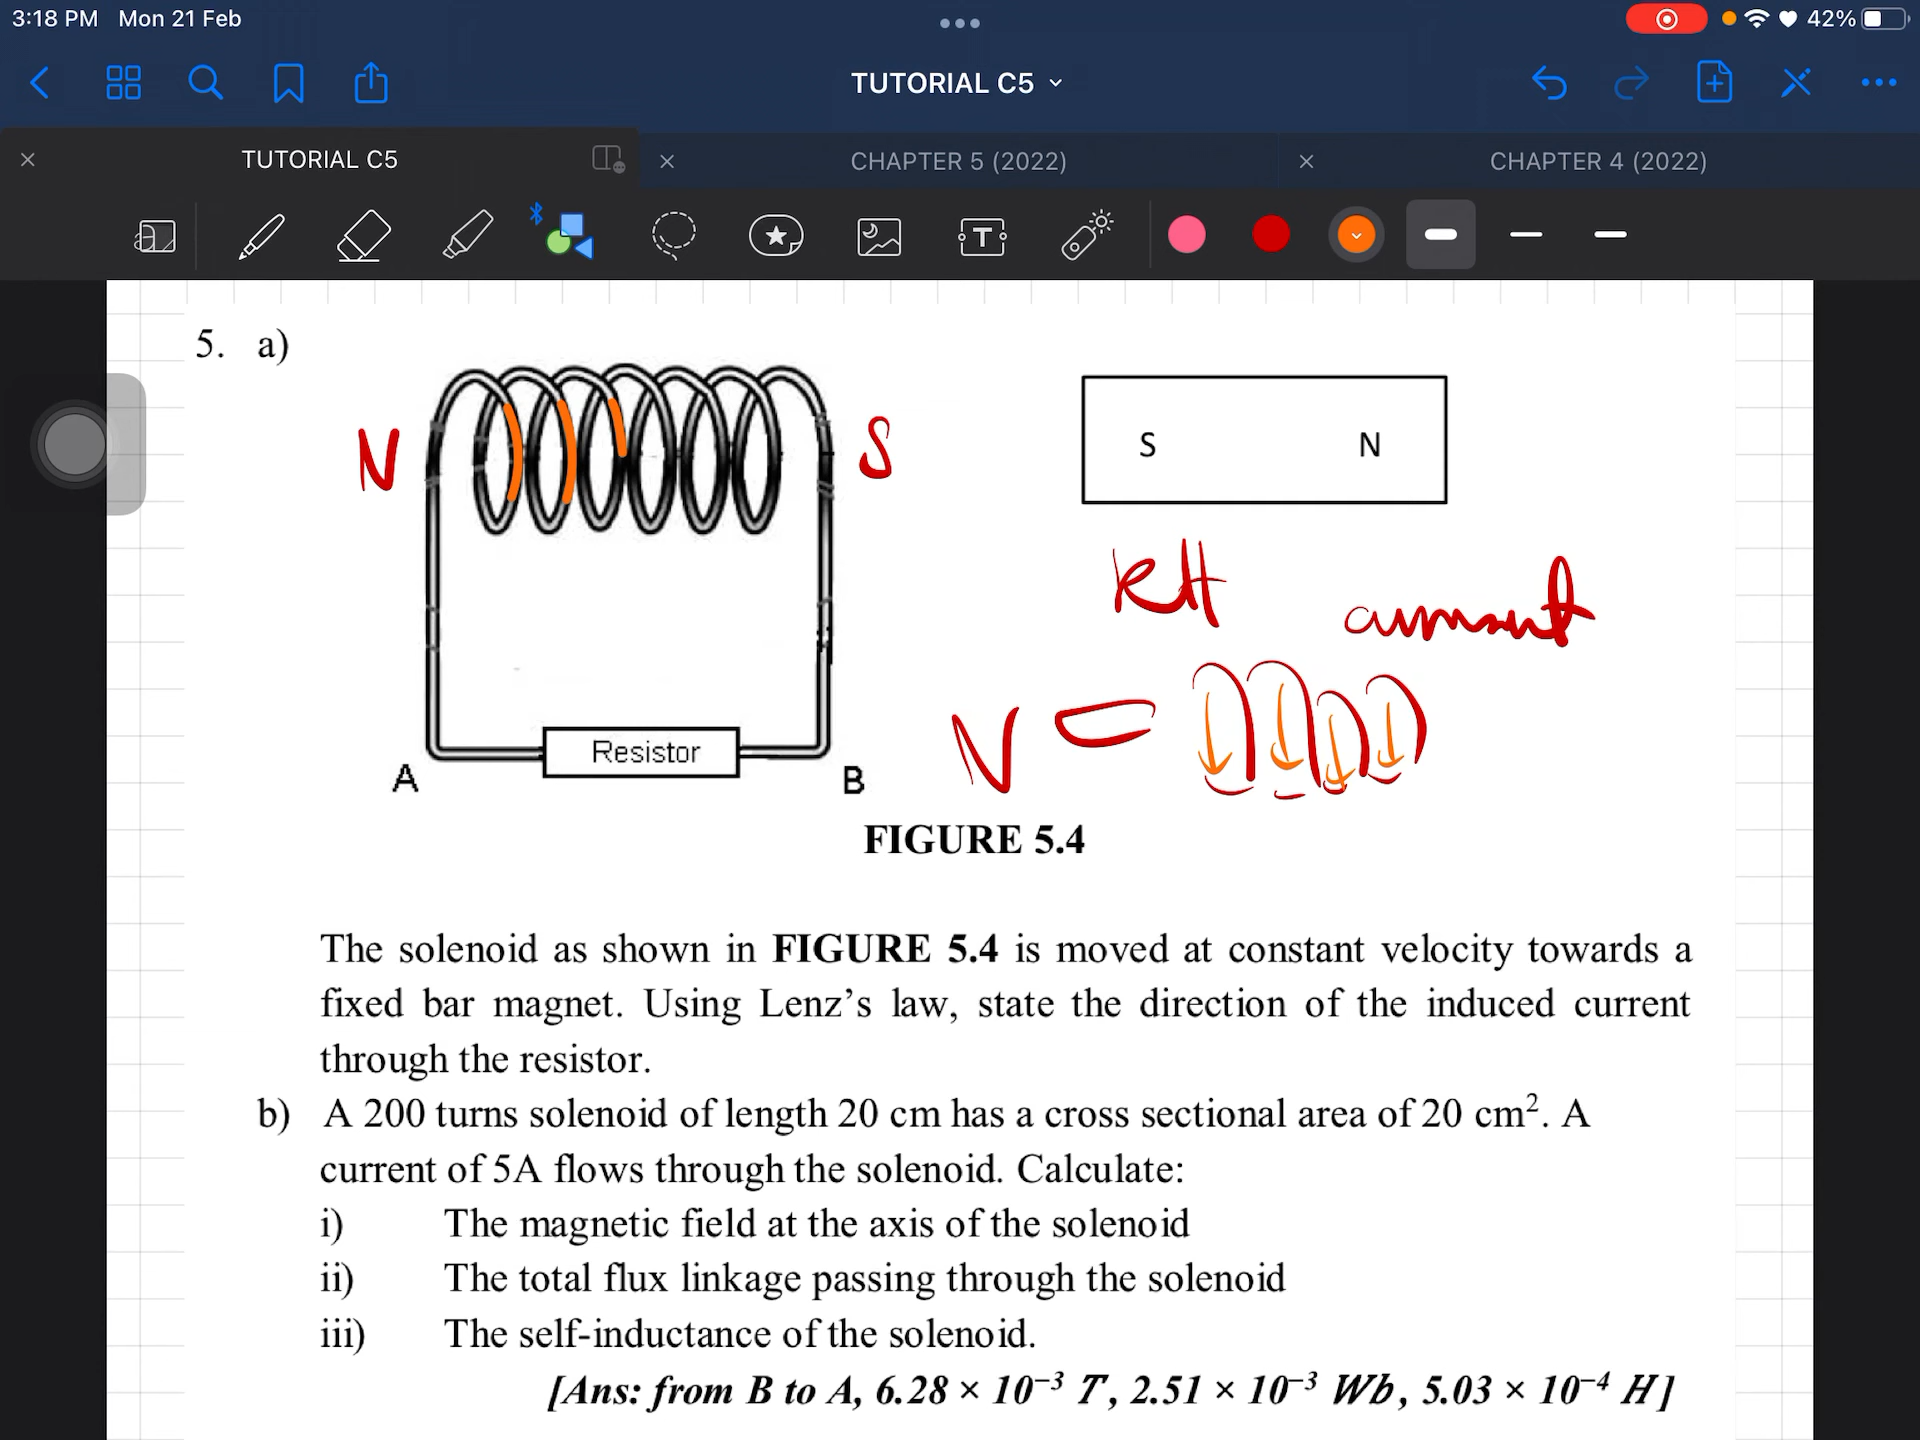 3:18 PM Mon 21 Feb
42%
TUTORIAL C5
TUTORIAL C5
CHAPTER 5 (2022)
CHAPTER 4 (2022)
T
5. a)
N
S
S N
Resistor
A
B
N =
FIGURE 5.4
The solenoid as shown in FIGURE 5.4 is moved at constant velocity towards a
fixed bar magnet. Using Lenz’s law, state the direction of the induced current
through the resistor.
b) A 200 turns solenoid of length 20 cm has a cross sectional area of 20 cm². A
current of 5A flows through the solenoid. Calculate:
i) The magnetic field at the axis of the solenoid
ii) The total flux linkage passing through the solenoid
iii) The self-inductance of the solenoid.
[Ans: from B to A, 6.28 × 10⁻³ T, 2.51 × 10⁻³ Wb, 5.03 × 10⁻⁴ H]